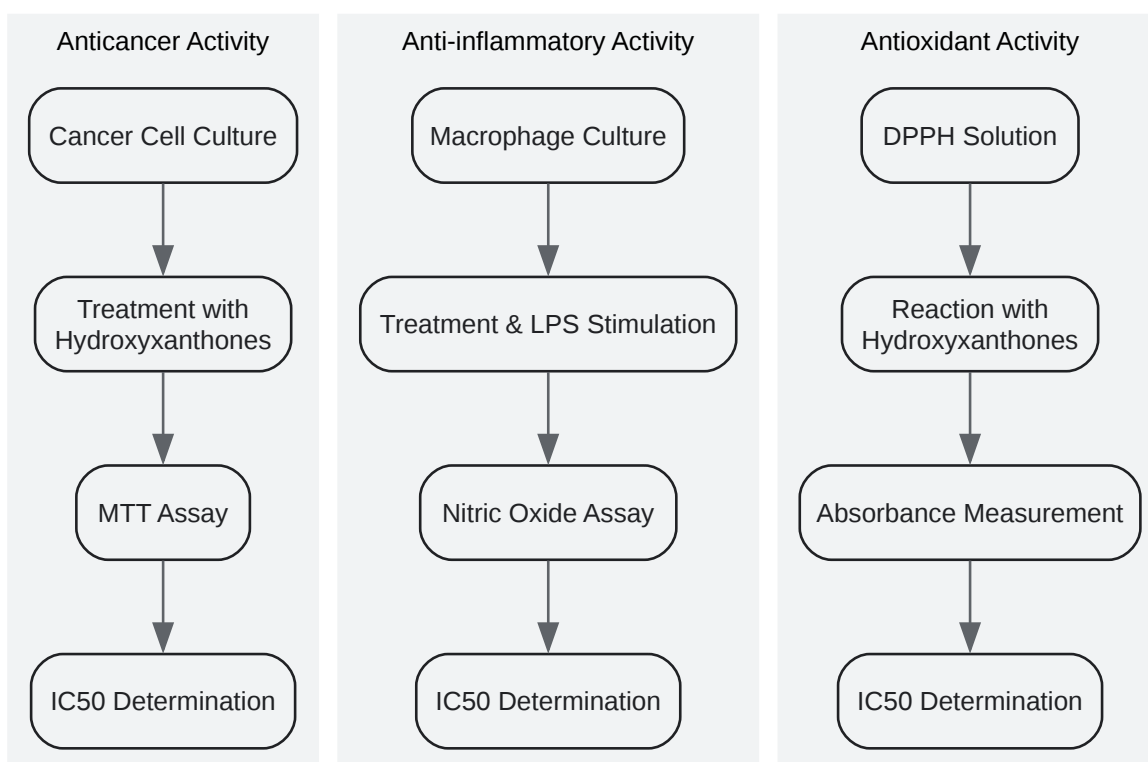 Anticancer Activity
Cancer Cell Culture
Treatment with
Hydroxyxanthones
MTT Assay
IC50 Determination
Anti-inflammatory Activity
Macrophage Culture
Treatment & LPS Stimulation
Nitric Oxide Assay
IC50 Determination
Antioxidant Activity
DPPH Solution
Reaction with
Hydroxyxanthones
Absorbance Measurement
IC50 Determination